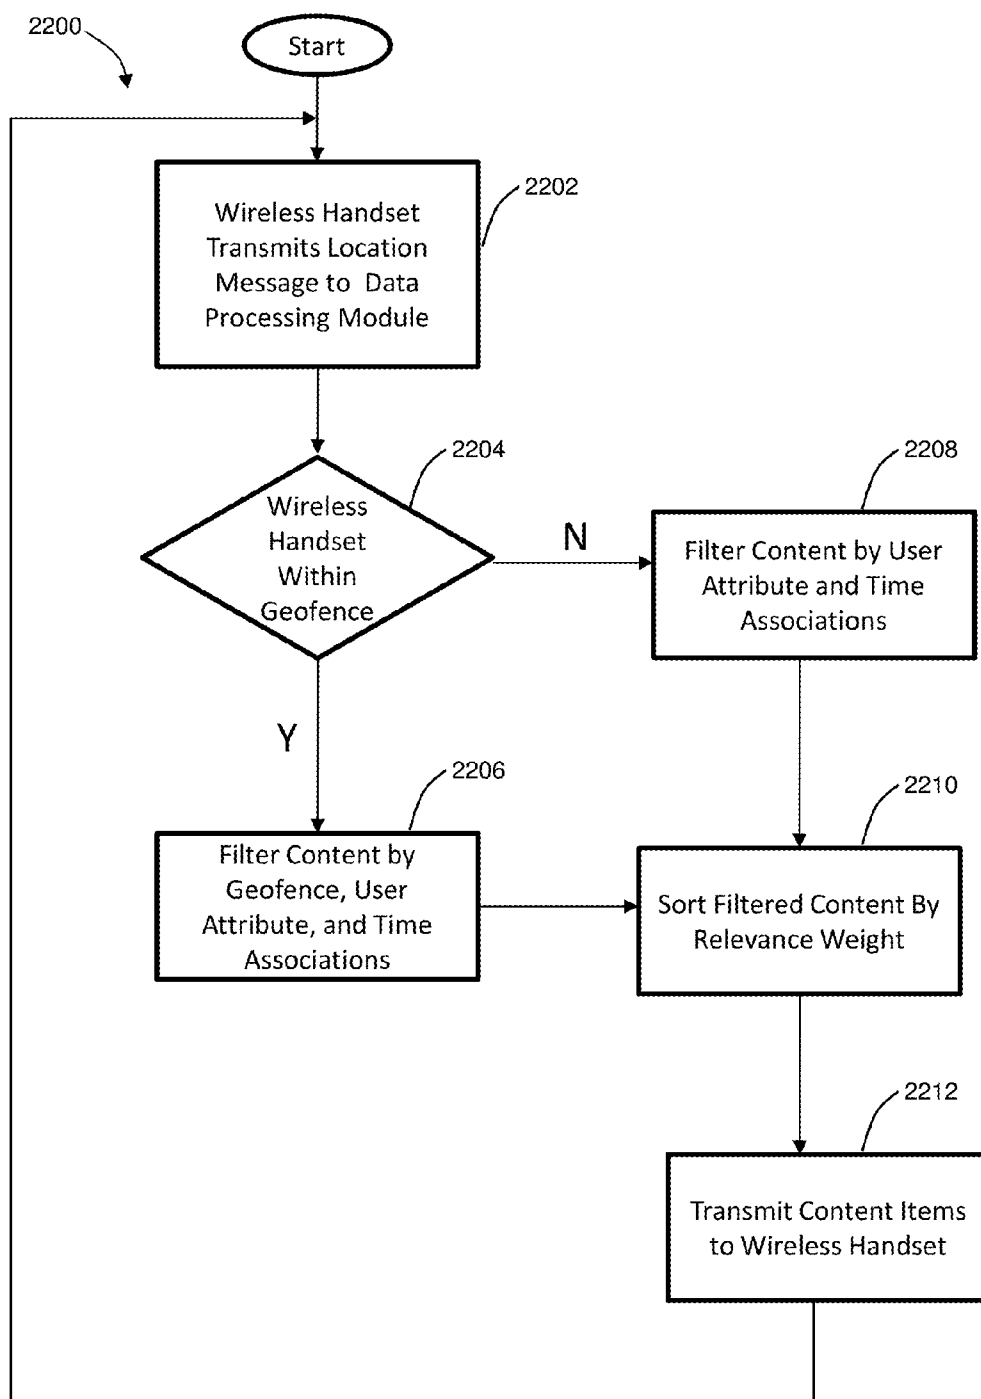 2200
Start
2202
Wireless Handset
Transmits Location
Message to Data
Processing Module
2204
Wireless
Handset
Within
Geofence
N
2208
Filter Content by User
Attribute and Time
Associations
Y
2206
Filter Content by
Geofence, User
Attribute, and Time
Associations
2210
Sort Filtered Content By
Relevance Weight
2212
Transmit Content Items
to Wireless Handset